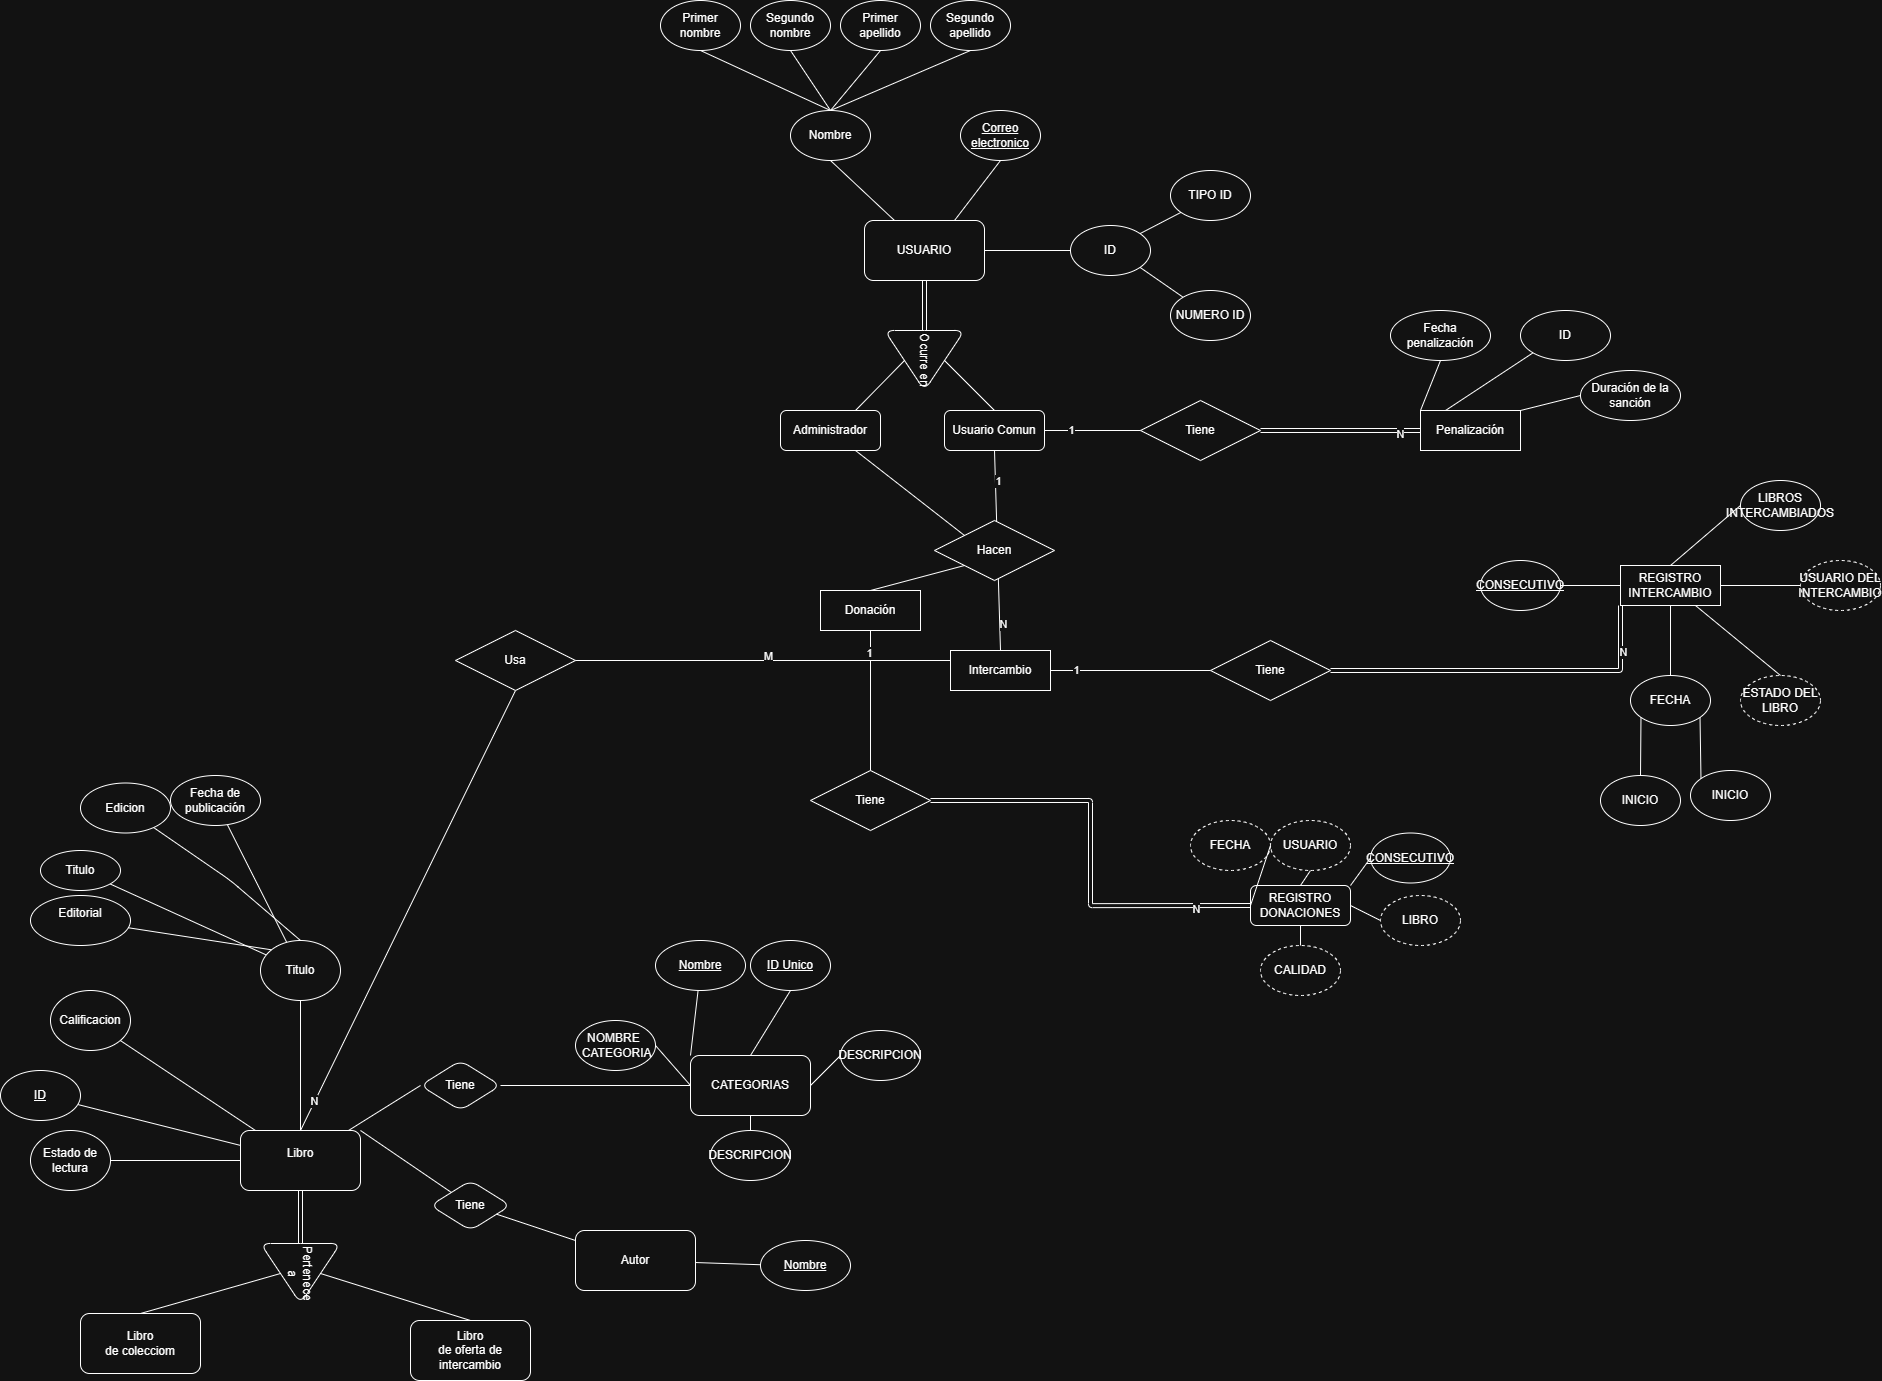 Primer
nombre
Segundo
nombre
Primer
apellido
Segundo
apellido
Nombre
Correo
electronico
TIPO ID
USUARIO
ID
NUMERO ID
Ocurre en
Fecha
penalización
ID
Duración de la
sanción
Administrador
Usuario Comun
1
Tiene
N
Penalización
1
LIBROS
INTERCAMBIADOS
Hacen
CONSECUTIVO
REGISTRO
INTERCAMBIO
USUARIO DEL
INTERCAMBIO
Donación
N
1
Usa
M
Intercambio
1
Tiene
N
FECHA
ESTADO DEL
LIBRO
INICIO
INICIO
Edicion
Fecha de
publicación
Tiene
Titulo
Editorial
FECHA
USUARIO
CONSECUTIVO
N
REGISTRO
DONACIONES
LIBRO
Titulo
Nombre
ID Unico
CALIDAD
Calificacion
NOMBRE
CATEGORIA
DESCRIPCION
ID
N
Tiene
CATEGORIAS
Estado de
lectura
Libro
DESCRIPCION
Tiene
Pertenece
a
Autor
Nombre
Libro
de colecciom
Libro
de oferta de
intercambio